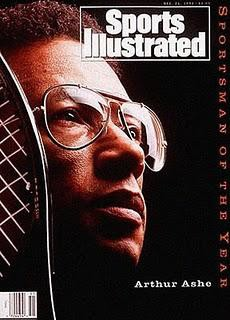 Sports
Illustrated
SPORTSMAN OF THE YEAR
Arthur Ashe